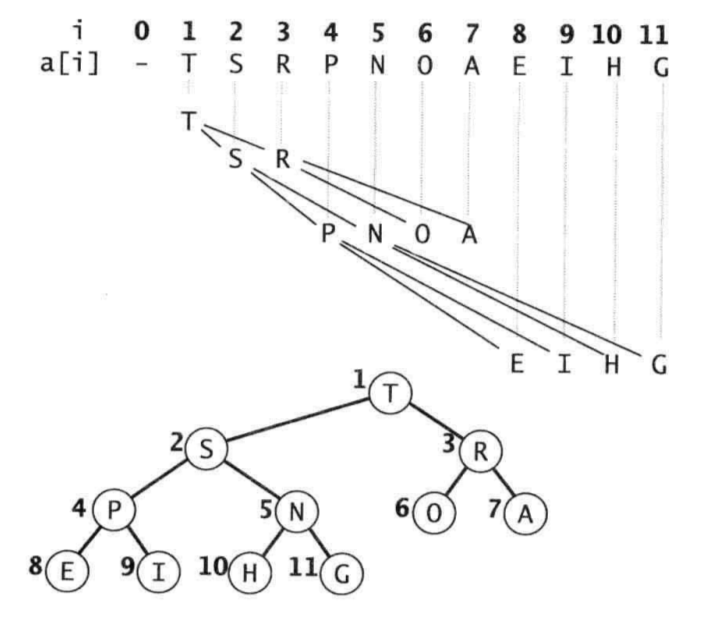 i 0 1 2 3 4 5 6 7 8 9 10 11
a[i] – T S R P N O A E I H G
T
S R
P N O A
E I H G
1 T
2 S 3 R
4 P 5 N 6 O 7 A
8 E 9 I 10 H 11 G